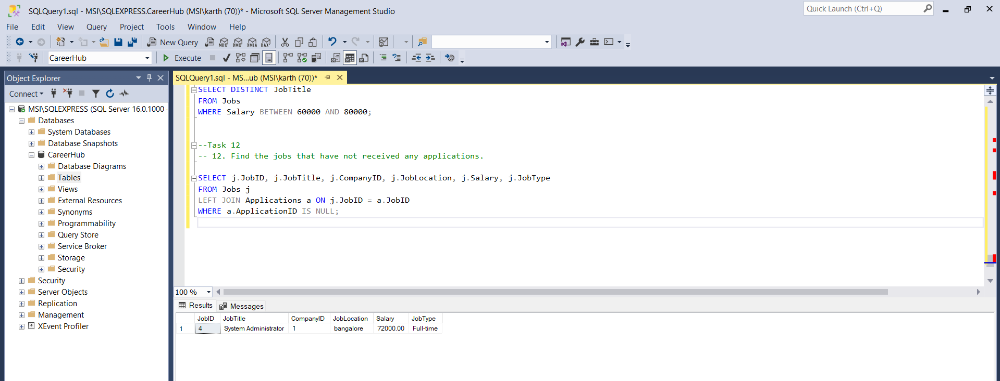 SQLQuery1.sql - MSI\SQLEXPRESS.CareerHub (MSI\karth (70))* - Microsoft SQL Server Management Studio
Quick Launch (Ctrl+Q)
File Edit View Query Project Tools Window Help
New Query
MDX DMX XMLA DAX
CareerHub
Execute
Object Explorer
Connect
MSI\SQLEXPRESS (SQL Server 16.0.1000 -
Databases
System Databases
Database Snapshots
CareerHub
Database Diagrams
Tables
Views
External Resources
Synonyms
Programmability
Query Store
Service Broker
Storage
Security
Security
Server Objects
Replication
Management
XEvent Profiler
SQLQuery1.sql - MS...ub (MSI\karth (70))*
SELECT DISTINCT JobTitle
FROM Jobs
WHERE Salary BETWEEN 60000 AND 80000;
--Task 12
-- 12. Find the jobs that have not received any applications.
SELECT j.JobID, j.JobTitle, j.CompanyID, j.JobLocation, j.Salary, j.JobType
FROM Jobs j
LEFT JOIN Applications a ON j.JobID = a.JobID
WHERE a.ApplicationID IS NULL;
100 %
Results Messages
JobID JobTitle CompanyID JobLocation Salary JobType
1 4 System Administrator 1 bangalore 72000.00 Full-time